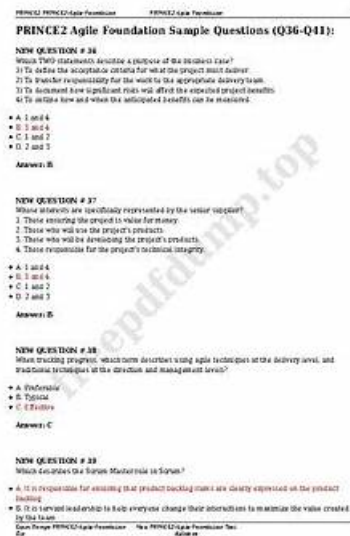 PRINCE2 PRINCE2-Agile-Foundation PRINCE2 Agile Foundation
PRINCE2 Agile Foundation Sample Questions (Q36-Q41):
NEW QUESTION # 36
Which TWO statements describe a purpose of the business case?
1) To define the acceptance criteria for what the project must deliver.
2) To transfer responsibility for the work to the appropriate delivery team.
3) To document how significant risks will affect the expected project benefits.
4) To outline how and when the anticipated benefits can be measured.
A. 1 and 4
B. 3 and 4
C. 1 and 2
D. 2 and 3
Answer: B
NEW QUESTION # 37
Whose interests are specifically represented by the senior supplier?
1. Those ensuring the project is value for money.
2. Those who will use the project's products.
3. Those who will be developing the project's products.
4. Those responsible for the project's technical integrity.
A. 1 and 4
B. 3 and 4
C. 1 and 2
D. 2 and 3
Answer: B
NEW QUESTION # 38
When tracking progress, which term describes using agile techniques at the delivery level, and
traditional techniques at the direction and management levels?
A. Preferable
B. Typical
C. Effective
Answer: C
NEW QUESTION # 39
Which describes the Scrum Master role in Scrum?
A. It is responsible for ensuring that product backlog items are clearly expressed on the product
backlog
B. It is servant leadership to help everyone change their interactions to maximize the value created
by the team
freepdfdump.top